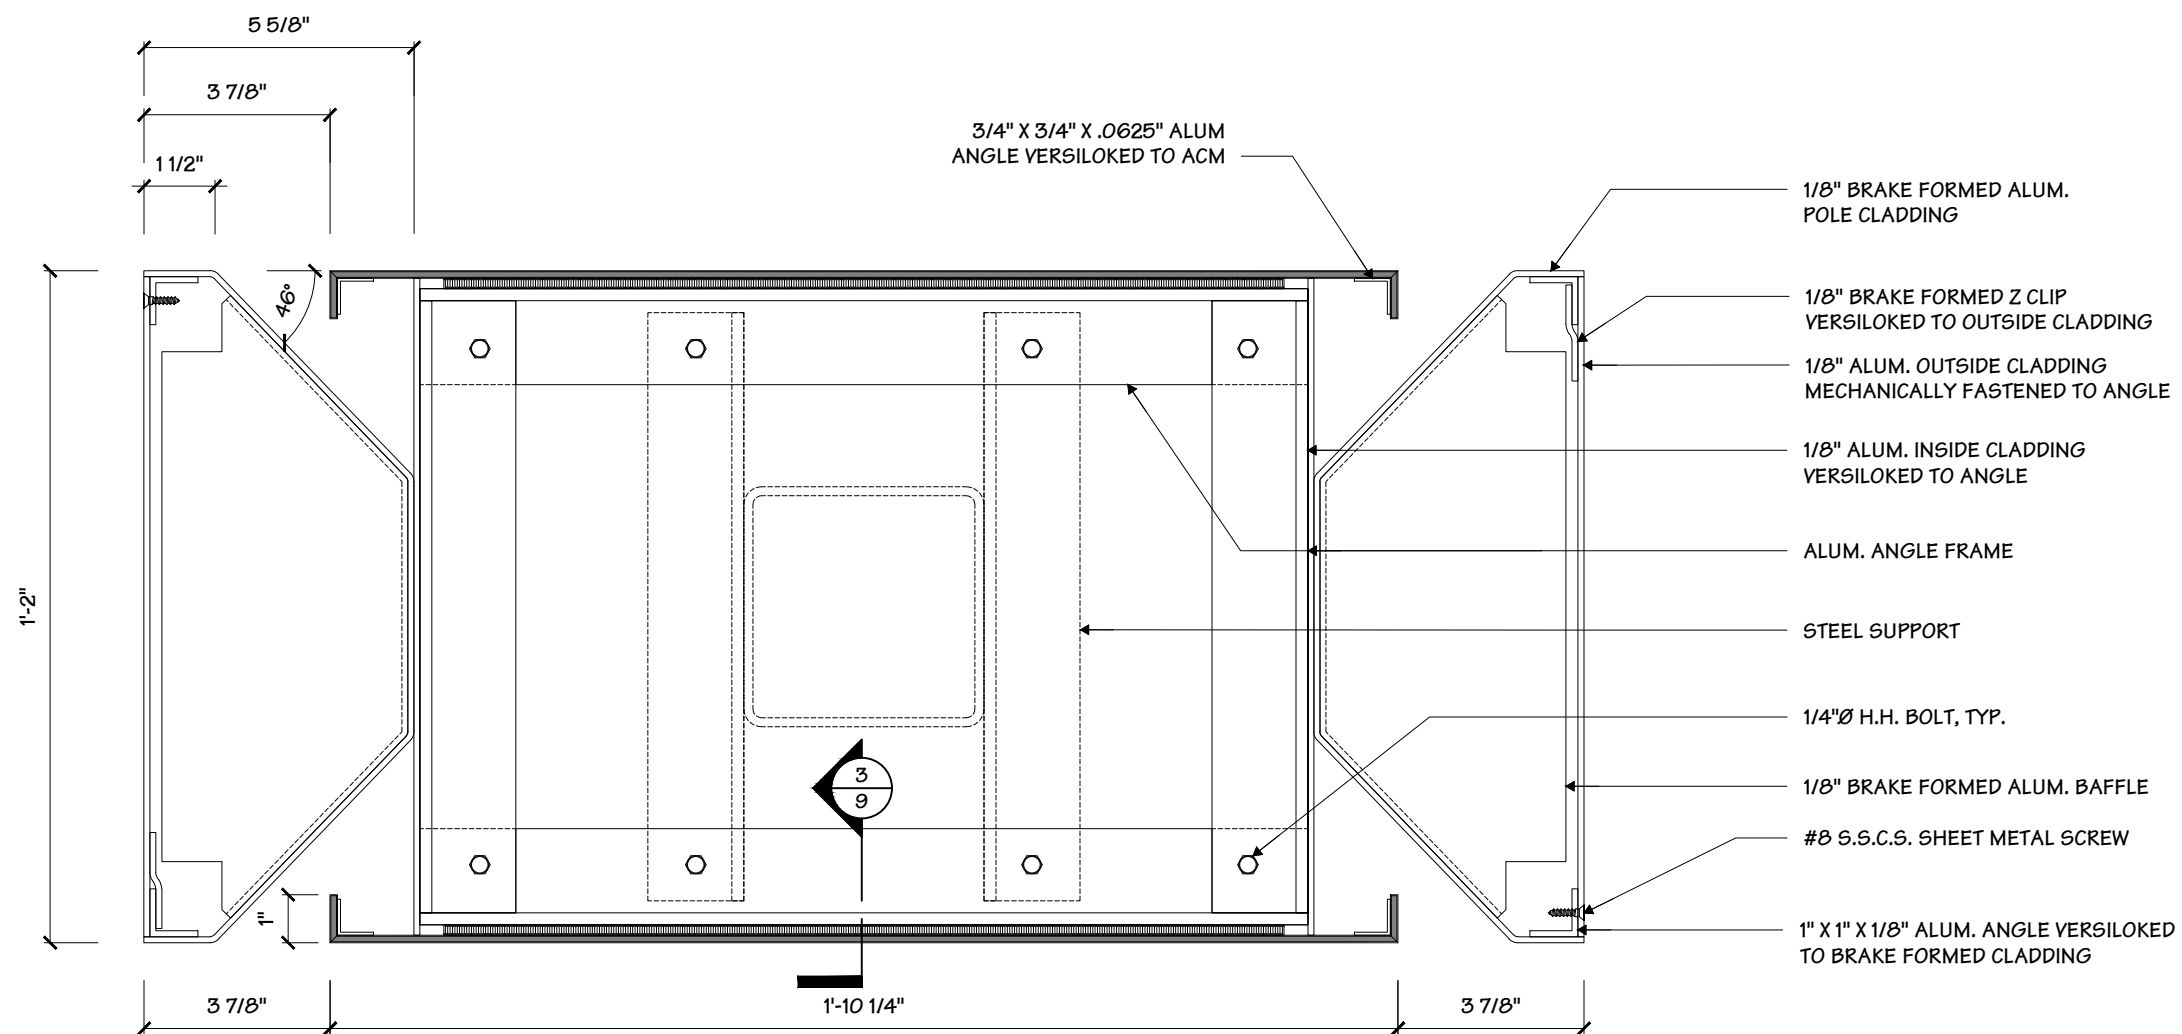 5 5/8"
3 7/8"
1 1/2"
3/4" X 3/4" X .0625" ALUM
ANGLE VERSILOKED TO ACM
46°
1'-2"
1"
3
9
3 7/8"
1'-10 1/4"
3 7/8"
1/8" BRAKE FORMED ALUM.
POLE CLADDING
1/8" BRAKE FORMED Z CLIP
VERSILOKED TO OUTSIDE CLADDING
1/8" ALUM. OUTSIDE CLADDING
MECHANICALLY FASTENED TO ANGLE
1/8" ALUM. INSIDE CLADDING
VERSILOKED TO ANGLE
ALUM. ANGLE FRAME
STEEL SUPPORT
1/4"Ø H.H. BOLT, TYP.
1/8" BRAKE FORMED ALUM. BAFFLE
#8 S.S.C.S. SHEET METAL SCREW
1" X 1" X 1/8" ALUM. ANGLE VERSILOKED
TO BRAKE FORMED CLADDING